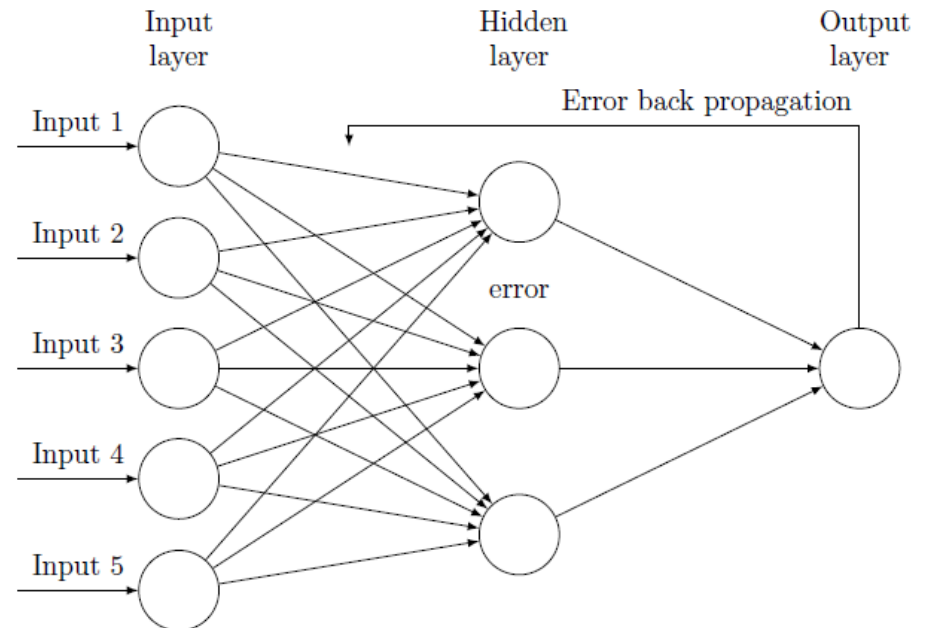 Input
layer
Hidden
layer
Output
layer
Error back propagation
Input 1
Input 2
error
Input 3
Input 4
Input 5